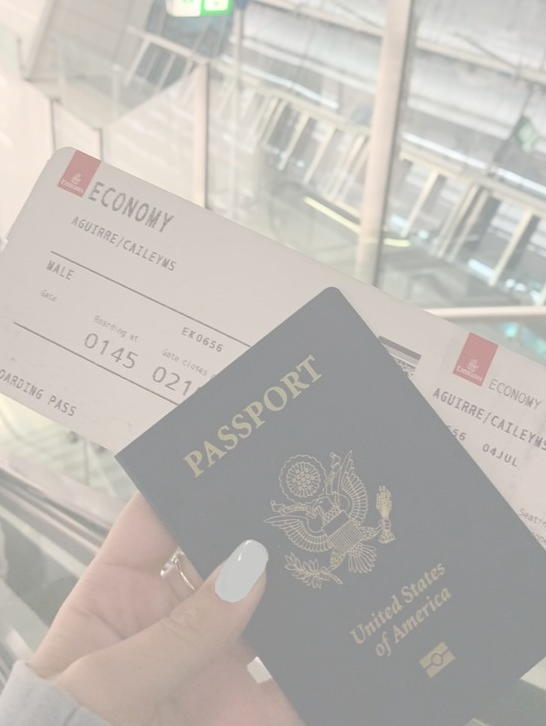 Emirates
ECONOMY
AGUIRRE/CAILEYMS
MALE
Gate
Boarding at
EK0656
Gate closes
0145
021
OARDING PASS
PASSPORT
United States
of America
Emirates
ECONOMY
AGUIRRE/CAILEYMS
656 04JUL
Seat